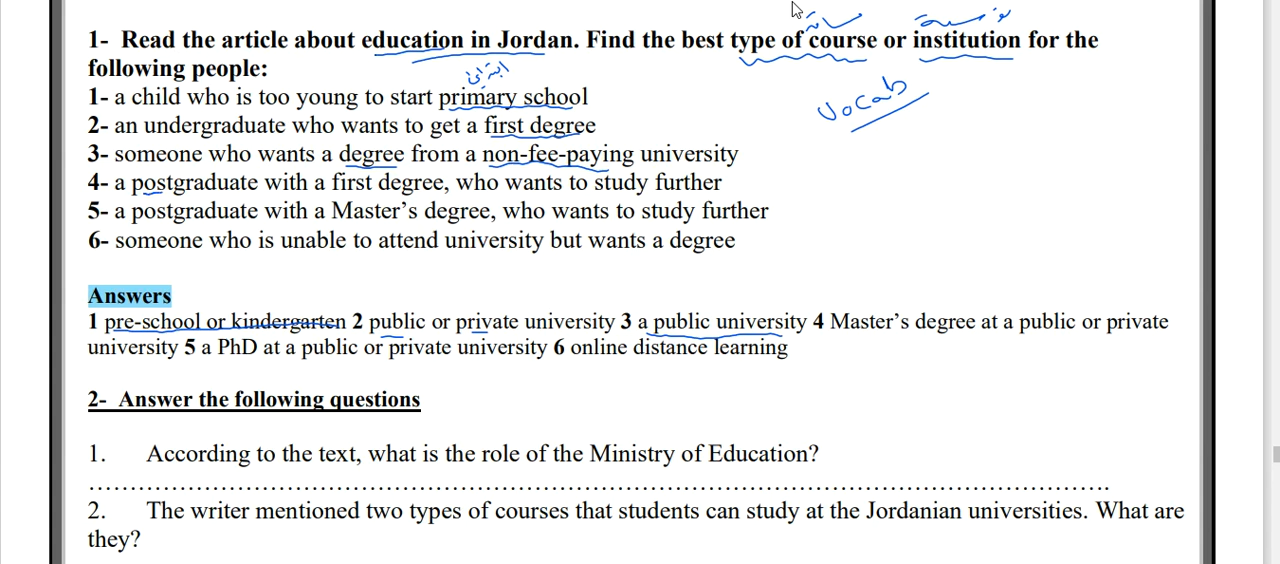 1- Read the article about education in Jordan. Find the best type of course or institution for the
following people:
ابتدائي
Vocab
1- a child who is too young to start primary school
2- an undergraduate who wants to get a first degree
3- someone who wants a degree from a non-fee-paying university
4- a postgraduate with a first degree, who wants to study further
5- a postgraduate with a Master’s degree, who wants to study further
6- someone who is unable to attend university but wants a degree
Answers
1 pre-school or kindergarten 2 public or private university 3 a public university 4 Master’s degree at a public or private
university 5 a PhD at a public or private university 6 online distance learning
2- Answer the following questions
1. According to the text, what is the role of the Ministry of Education?
……………………………………………………………………………………………………….
2. The writer mentioned two types of courses that students can study at the Jordanian universities. What are
they?